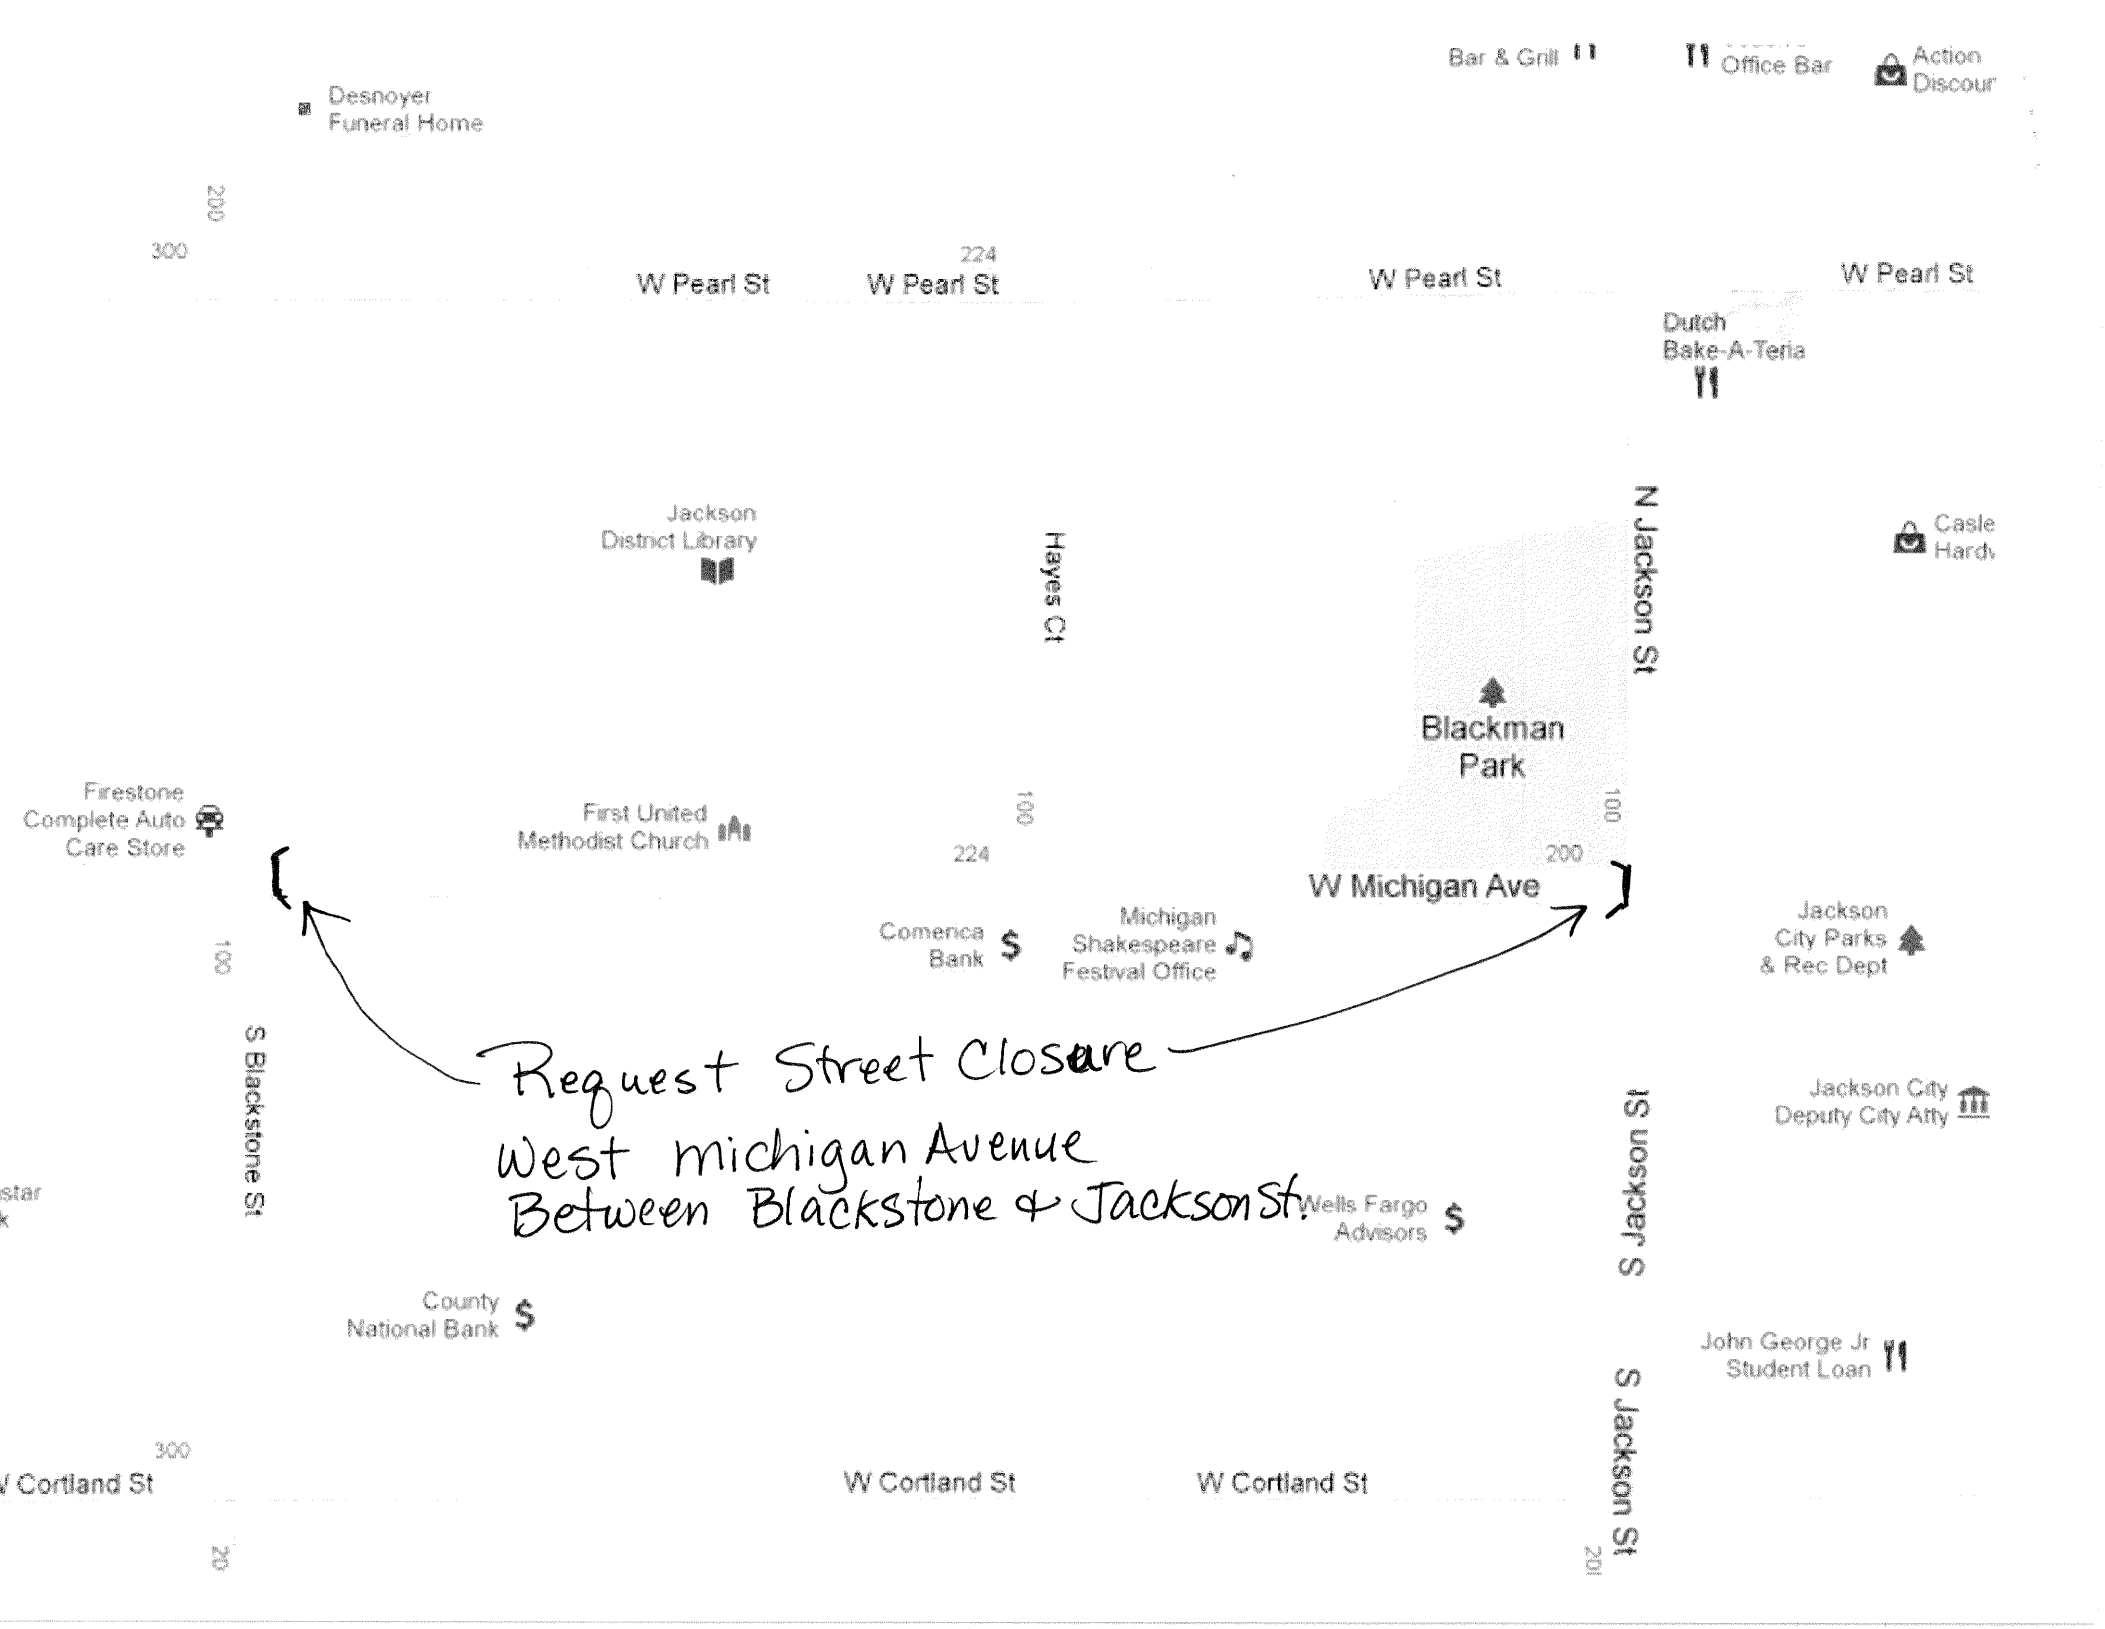 Bar & Grill
Office Bar
Action
Discour
Desnoyer
Funeral Home
200
300
224
W Pearl St
W Pearl St
W Pearl St
W Pearl St
Dutch
Bake-A-Teria
Jackson
District Library
Hayes Ct
N Jackson St
Casle
Hardv
Blackman
Park
Firestone
Complete Auto
Care Store
First United
Methodist Church
100
224
100
200
W Michigan Ave
Comerica
Bank
Michigan
Shakespeare
Festival Office
Jackson
City Parks
& Rec Dept
100
S Blackstone St
Request Street Closure
West Michigan Avenue
Between Blackstone & Jackson St.
Jackson City
Deputy City Atty
S Jackson St
star
k
Wells Fargo
Advisors
County
National Bank
John George Jr
Student Loan
S Jackson St
300
Cortland St
W Cortland St
W Cortland St
20
20